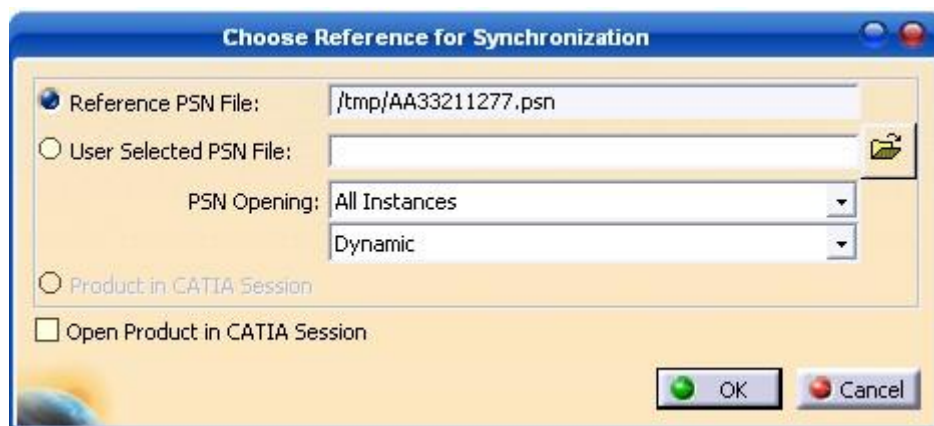 Choose Reference for Synchronization
Reference PSN File: /tmp/AA33211277.psn
User Selected PSN File:
PSN Opening: All Instances
Dynamic
Product in CATIA Session
Open Product in CATIA Session
OK Cancel